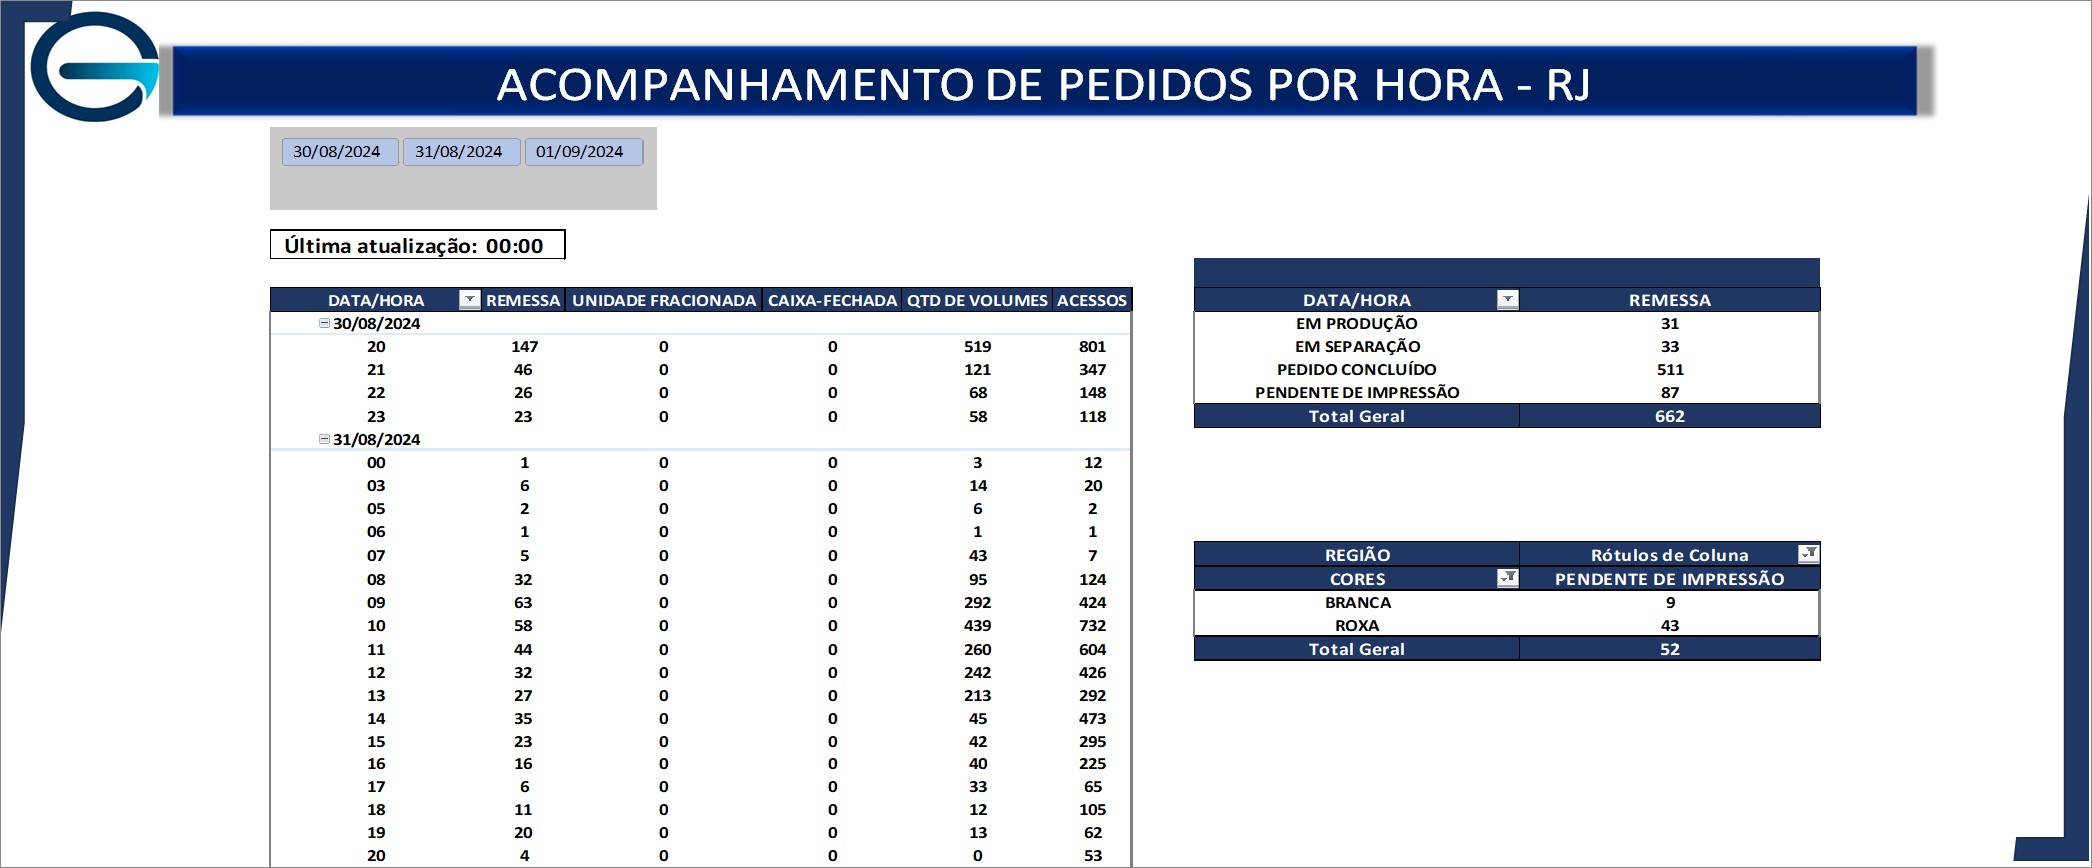 ACOMPANHAMENTO DE PEDIDOS POR HORA - RJ
30/08/2024 31/08/2024 01/09/2024
Última atualização: 00:00
DATA/HORA REMESSA UNIDADE FRACIONADA CAIXA-FECHADA QTD DE VOLUMES ACESSOS
30/08/2024
20 147 0 0 519 801
21 46 0 0 121 347
22 26 0 0 68 148
23 23 0 0 58 118
31/08/2024
00 1 0 0 3 12
03 6 0 0 14 20
05 2 0 0 6 2
06 1 0 0 1 1
07 5 0 0 43 7
08 32 0 0 95 124
09 63 0 0 292 424
10 58 0 0 439 732
11 44 0 0 260 604
12 32 0 0 242 426
13 27 0 0 213 292
14 35 0 0 45 473
15 23 0 0 42 295
16 16 0 0 40 225
17 6 0 0 33 65
18 11 0 0 12 105
19 20 0 0 13 62
20 4 0 0 0 53
DATA/HORA REMESSA
EM PRODUÇÃO 31
EM SEPARAÇÃO 33
PEDIDO CONCLUÍDO 511
PENDENTE DE IMPRESSÃO 87
Total Geral 662
REGIÃO Rótulos de Coluna
CORES PENDENTE DE IMPRESSÃO
BRANCA 9
ROXA 43
Total Geral 52